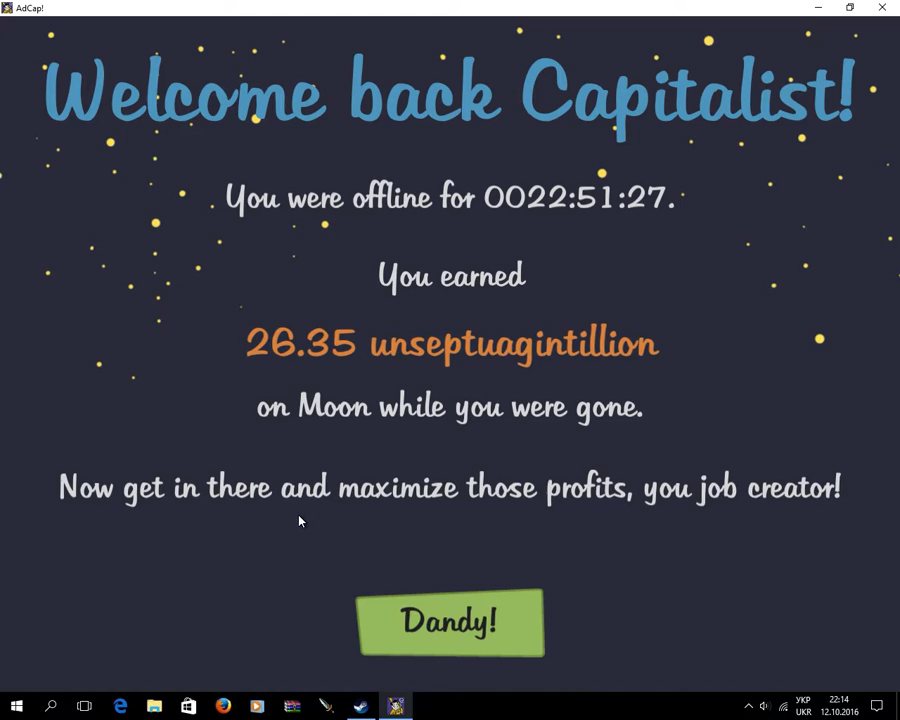 AdCap!
Welcome back Capitalist!
You were offline for 0022:51:27.
You earned
26.35 unseptuagintillion
on Moon while you were gone.
Now get in there and maximize those profits, you job creator!
Dandy!
УКР 22:14
UKR 12.10.2016